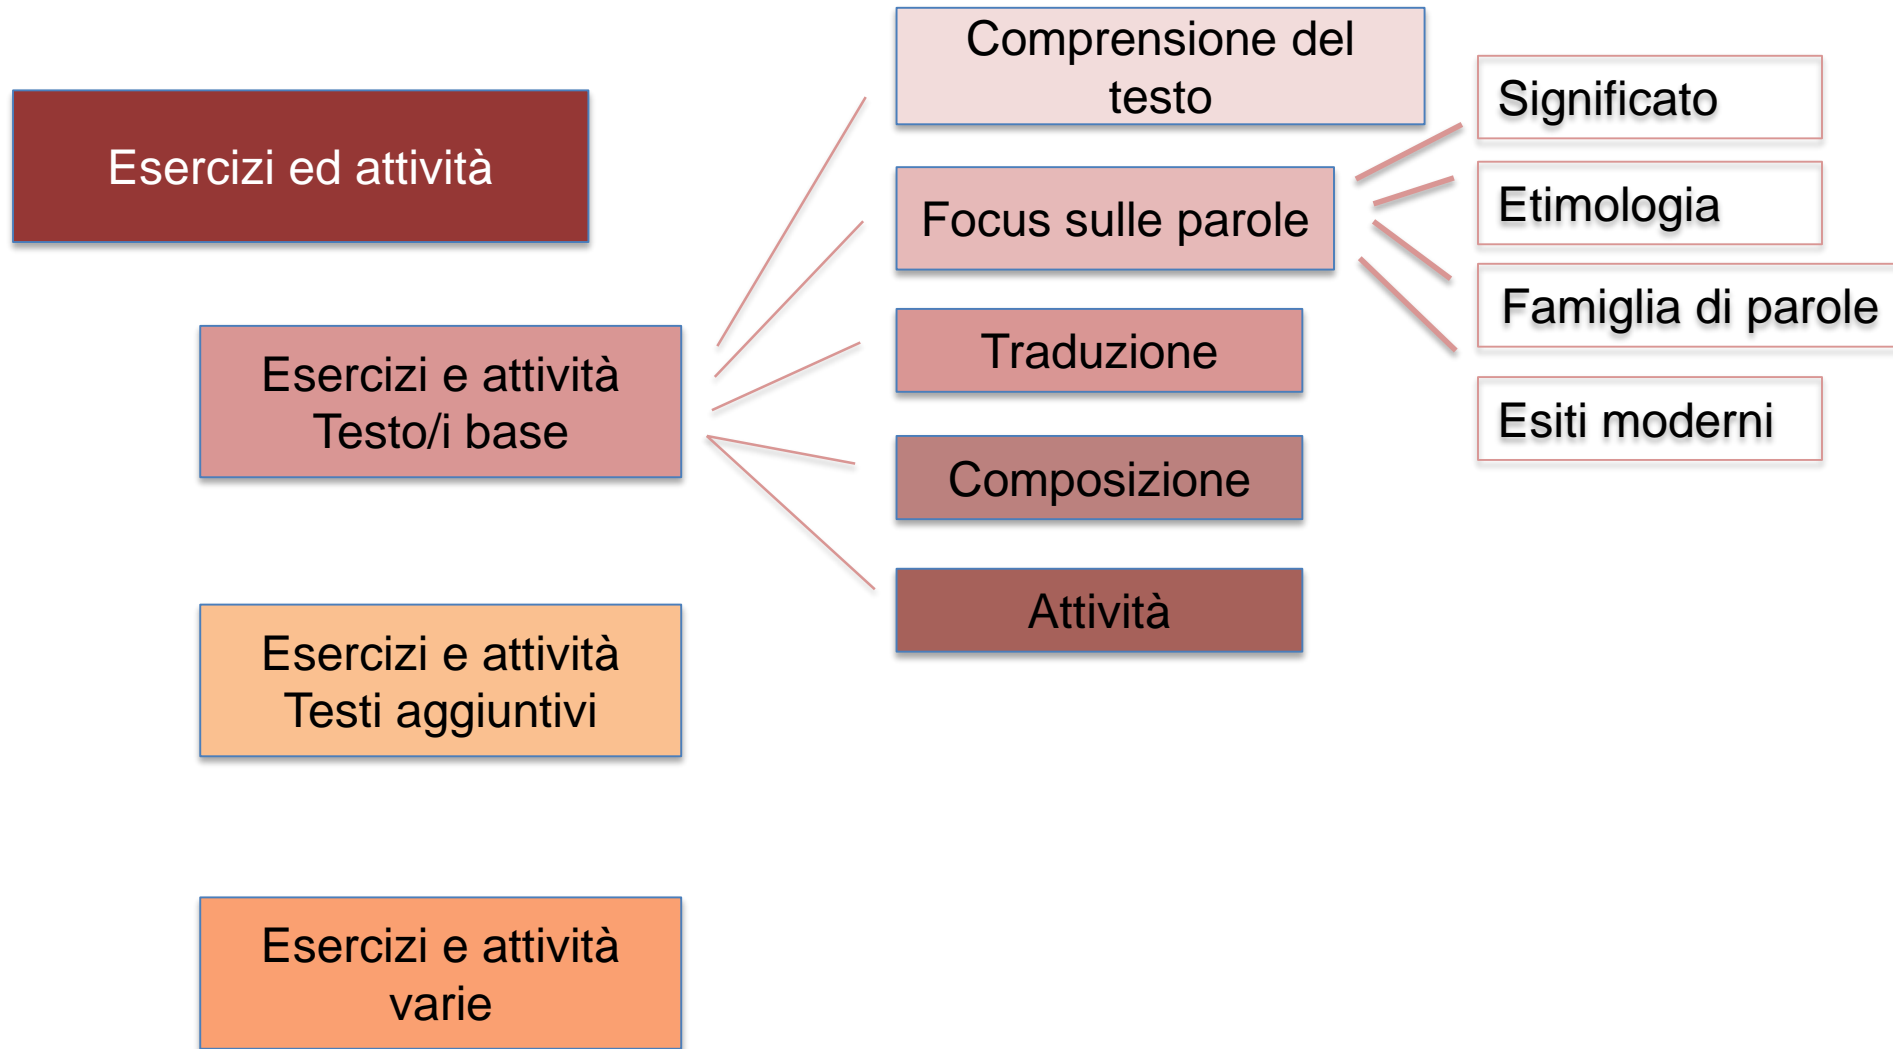 Esercizi ed attività
Esercizi e attività
Testo/i base
Comprensione del
testo
Focus sulle parole
Traduzione
Composizione
Attività
Significato
Etimologia
Famiglia di parole
Esiti moderni
Esercizi e attività
Testi aggiuntivi
Esercizi e attività
varie